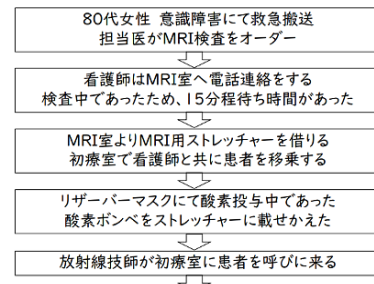 80代女性 意識障害にて救急搬送
担当医がMRI検査をオーダー
看護師はMRI室へ電話連絡をする
検査中であったため、15分程待ち時間があった
MRI室よりMRI用ストレッチャーを借りる
初療室で看護師と共に患者を移乗する
リザーバーマスクにて酸素投与中であった
酸素ボンベをストレッチャーに載せかえた
放射線技師が初療室に患者を呼びに来る